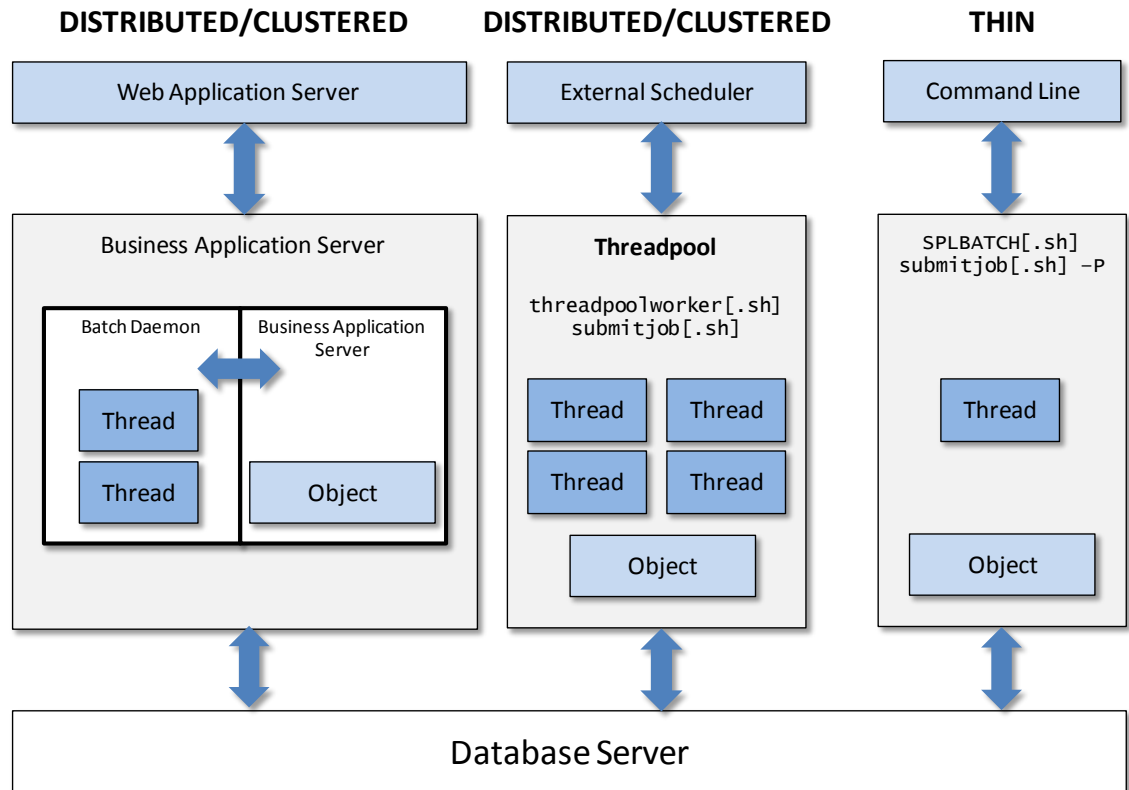 DISTRIBUTED/CLUSTERED
DISTRIBUTED/CLUSTERED
THIN
Web Application Server
External Scheduler
Command Line
Business Application Server
Batch Daemon
Business Application
Server
Thread
Thread
Object
Threadpool
threadpoolworker[.sh]
submitjob[.sh]
Thread
Thread
Thread
Thread
Object
SPLBATCH[.sh]
submitjob[.sh] –P
Thread
Object
Database Server